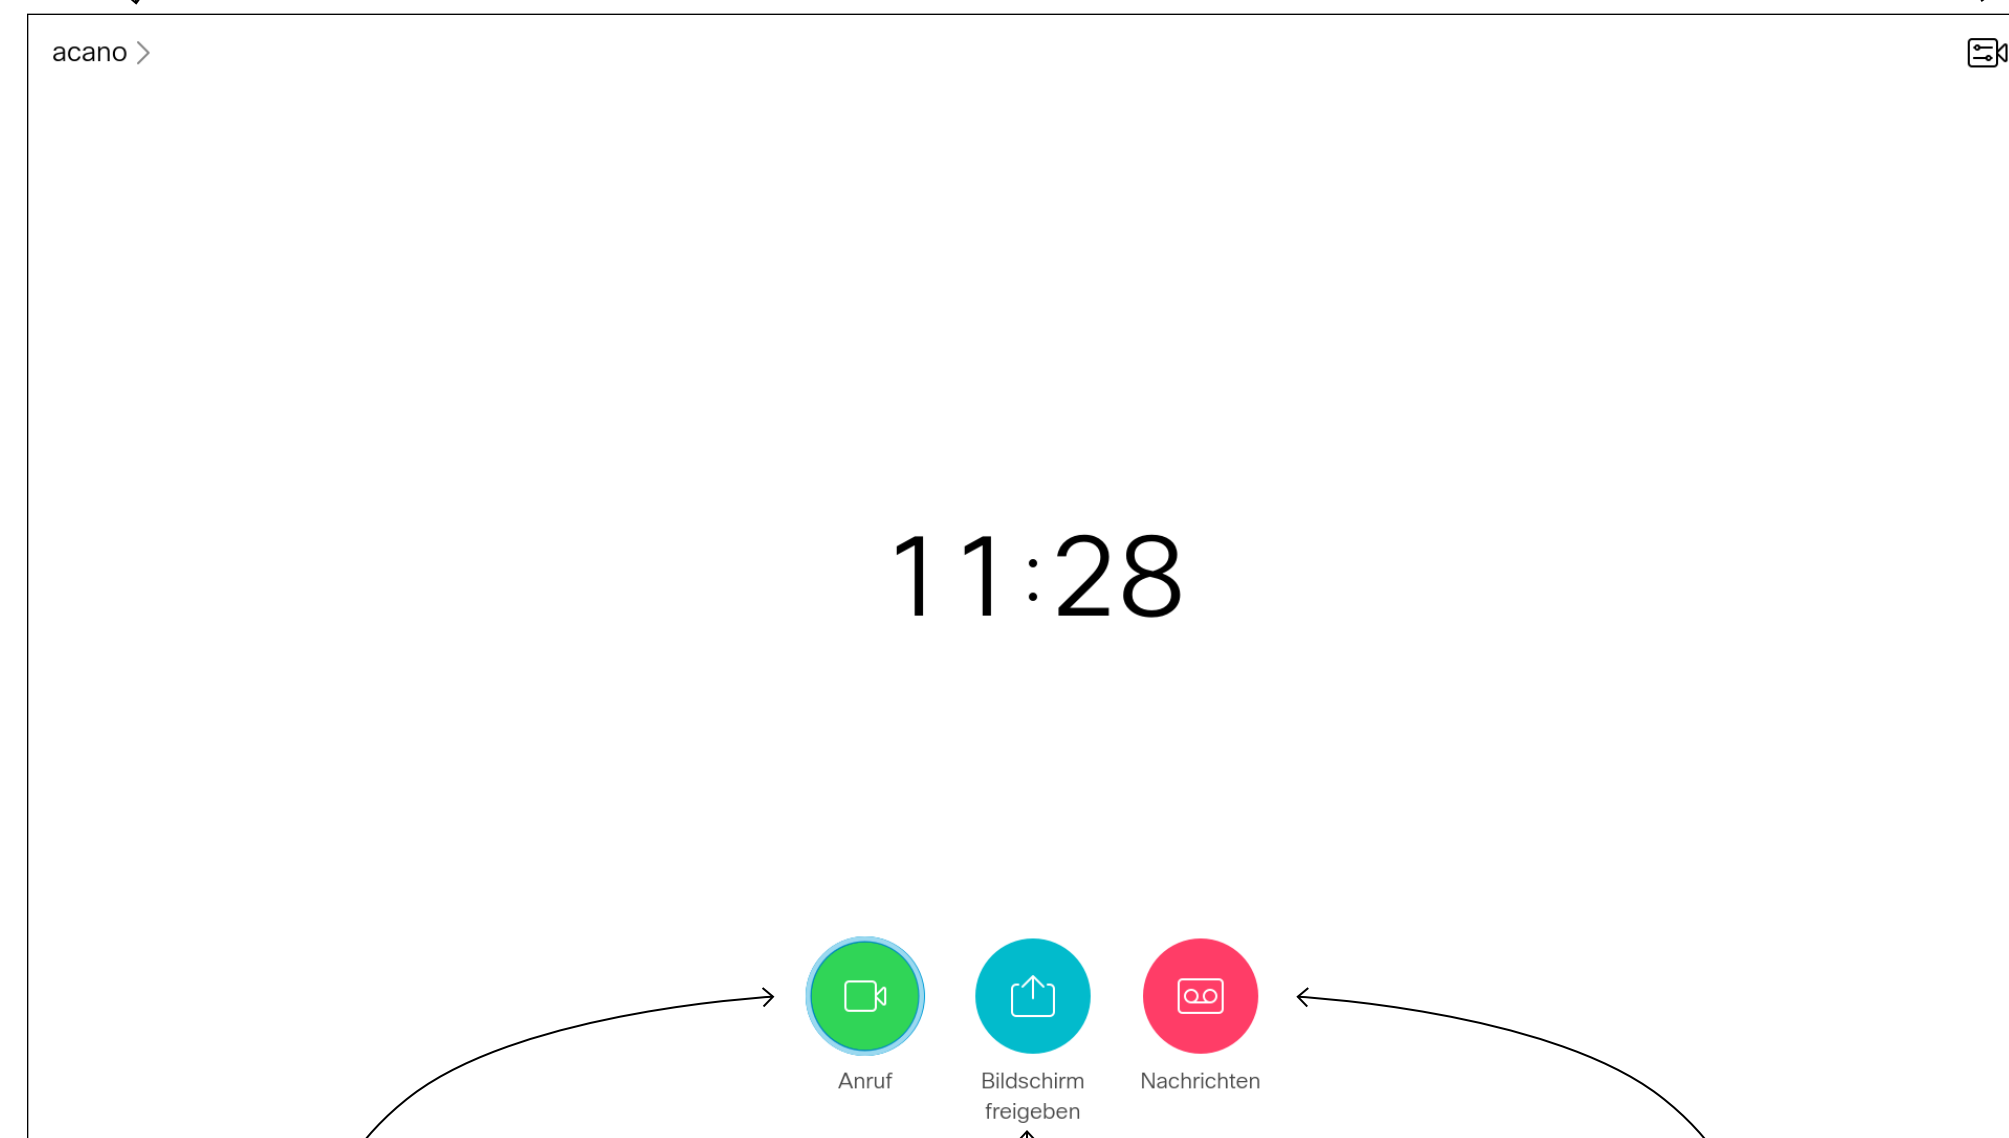 acano
11:28
Anruf
Bildschirm
freigeben
Nachrichten